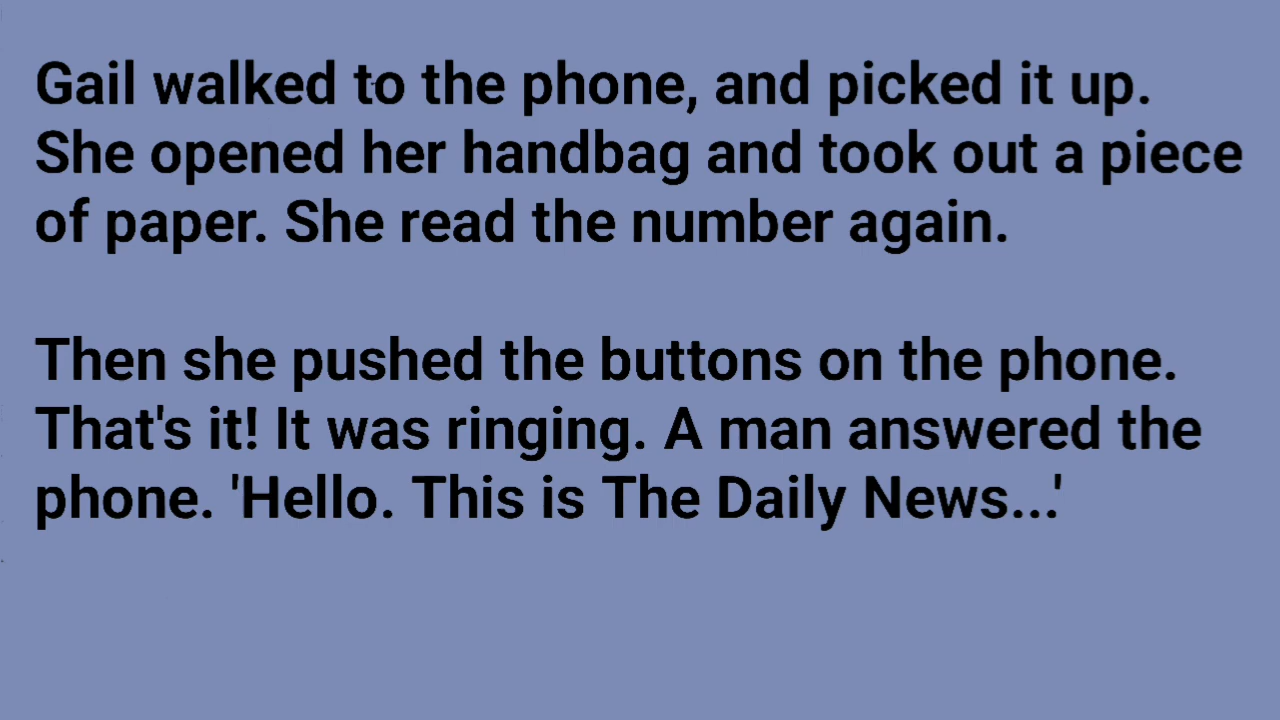 Gail walked to the phone, and picked it up.
She opened her handbag and took out a piece
of paper. She read the number again.
Then she pushed the buttons on the phone.
That's it! It was ringing. A man answered the
phone. 'Hello. This is The Daily News...'